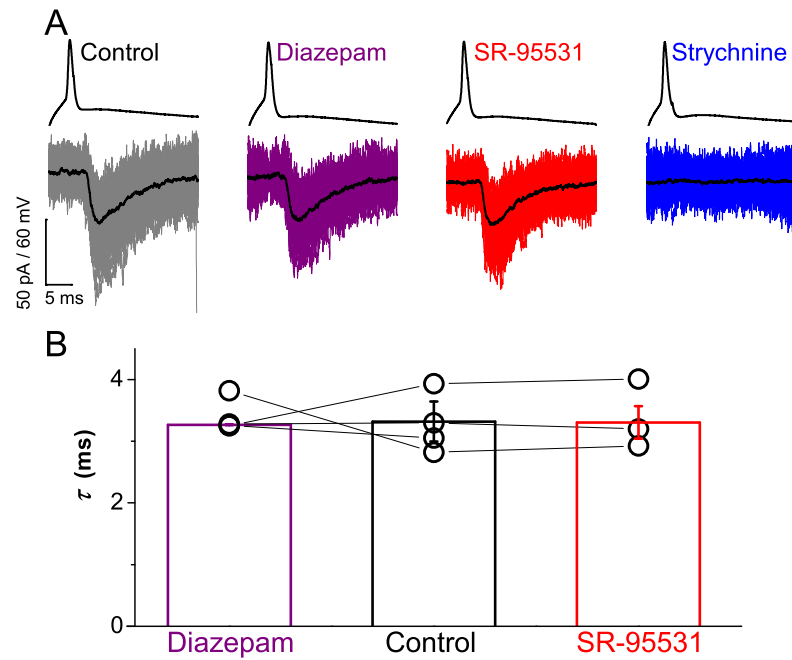 A
Control
Diazepam
SR-95531
Strychnine
50 pA / 60 mV
5 ms
B
4
2
0
τ (ms)
Diazepam
Control
SR-95531